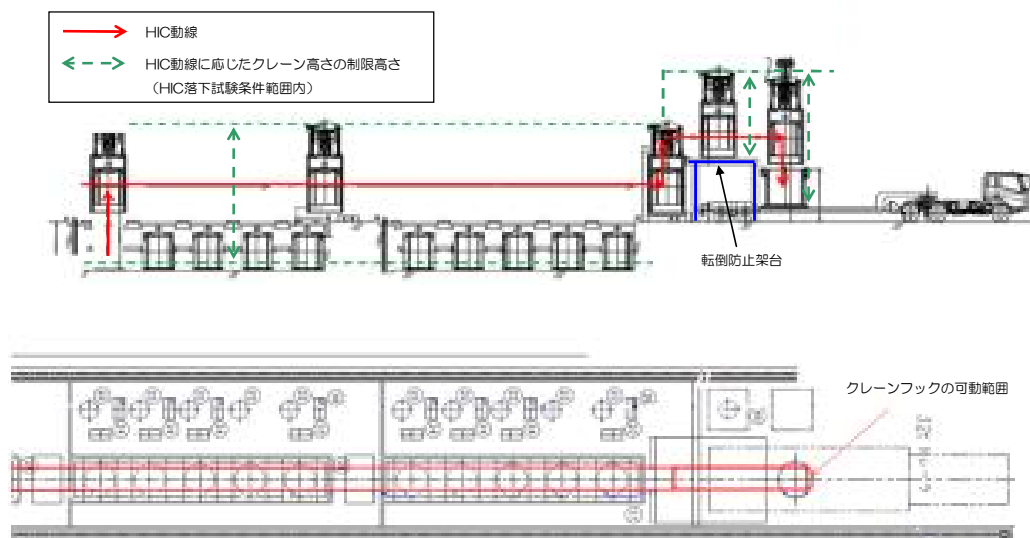 HIC動線
HIC動線に応じたクレーン高さの制限高さ
（HIC落下試験条件範囲内）
転倒防止架台
クレーンフックの可動範囲